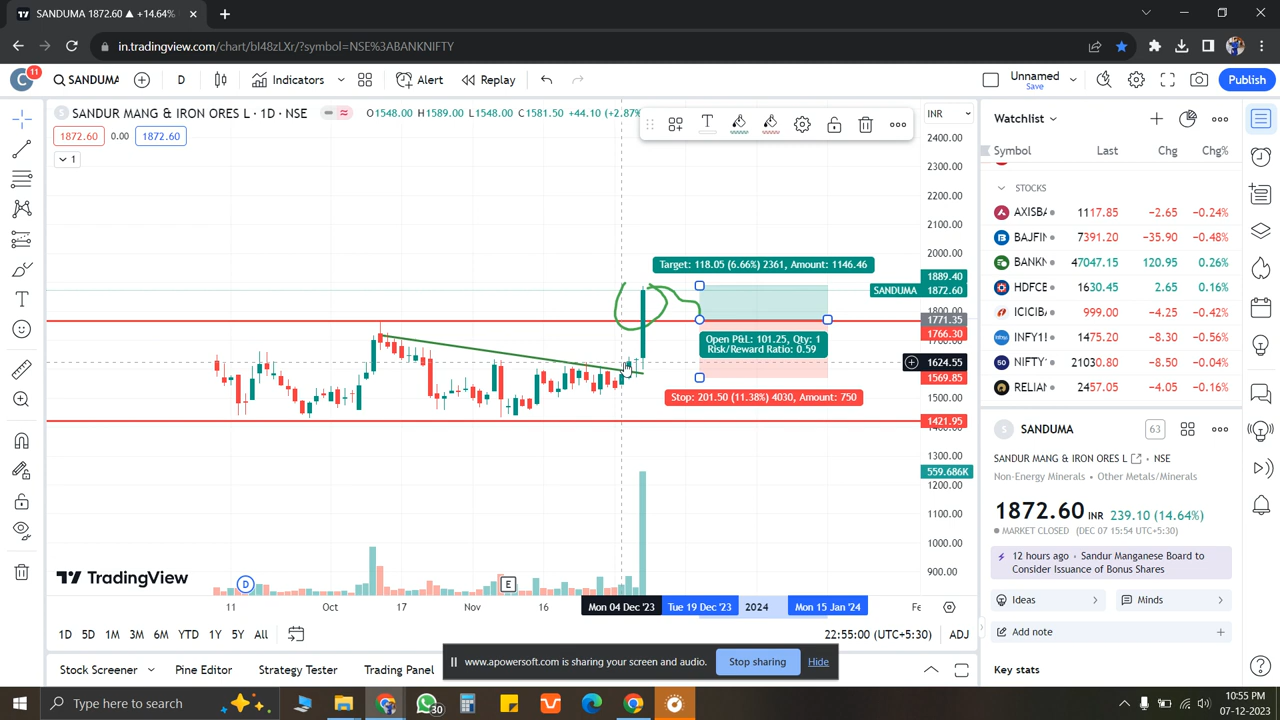 SANDUMA 1872.60 ▲ +14.64%
in.tradingview.com/chart/bI48zLXr/?symbol=NSE%3ABANKNIFTY
C 11
SANDUMA
D
Indicators
Alert
Replay
Unnamed
Save
Publish
SANDUR MANG & IRON ORES L · 1D · NSE
O1548.00 H1589.00 L1548.00 C1581.50 +44.10 (+2.87%
1872.60 0.00 1872.60
1
INR
2400.00
2300.00
2200.00
2100.00
2000.00
1889.40
SANDUMA 1872.60
1800.00
1771.35
1766.30
1624.55
1569.85
1500.00
1421.95
1300.00
559.686K
1200.00
1100.00
1000.00
900.00
Target: 118.05 (6.66%) 2361, Amount: 1146.46
Open P&L: 101.25, Qty: 1
Risk/Reward Ratio: 0.59
Stop: 201.50 (11.38%) 4030, Amount: 750
TradingView
D
E
11 Oct 17 Nov 16 Mon 04 Dec '23 Tue 19 Dec '23 2024 Mon 15 Jan '24 Fe
1D 5D 1M 3M 6M YTD 1Y 5Y All
22:55:00 (UTC+5:30) ADJ
Stock Screener Pine Editor Strategy Tester Trading Panel
www.apowersoft.com is sharing your screen and audio. Stop sharing Hide
Watchlist
Symbol Last Chg Chg%
STOCKS
AXISBA 1117.85 −2.65 −0.24%
BAJFIN 7391.20 −35.90 −0.48%
BANKN 47047.15 120.95 0.26%
HDFCB 1630.45 2.65 0.16%
ICICIBA 999.00 −4.25 −0.42%
INFY 1475.20 −8.30 −0.56%
NIFTY 21030.80 −8.50 −0.04%
RELIAN 2457.05 −4.05 −0.16%
S SANDUMA 63
SANDUR MANG & IRON ORES L • NSE
Non-Energy Minerals • Other Metals/Minerals
1872.60 INR 239.10 (14.64%)
MARKET CLOSED (DEC 07 15:54 UTC+5:30)
12 hours ago · Sandur Manganese Board to
Consider Issuance of Bonus Shares
Ideas
Minds
Add note
Key stats
Type here to search
30
10:55 PM
07-12-2023